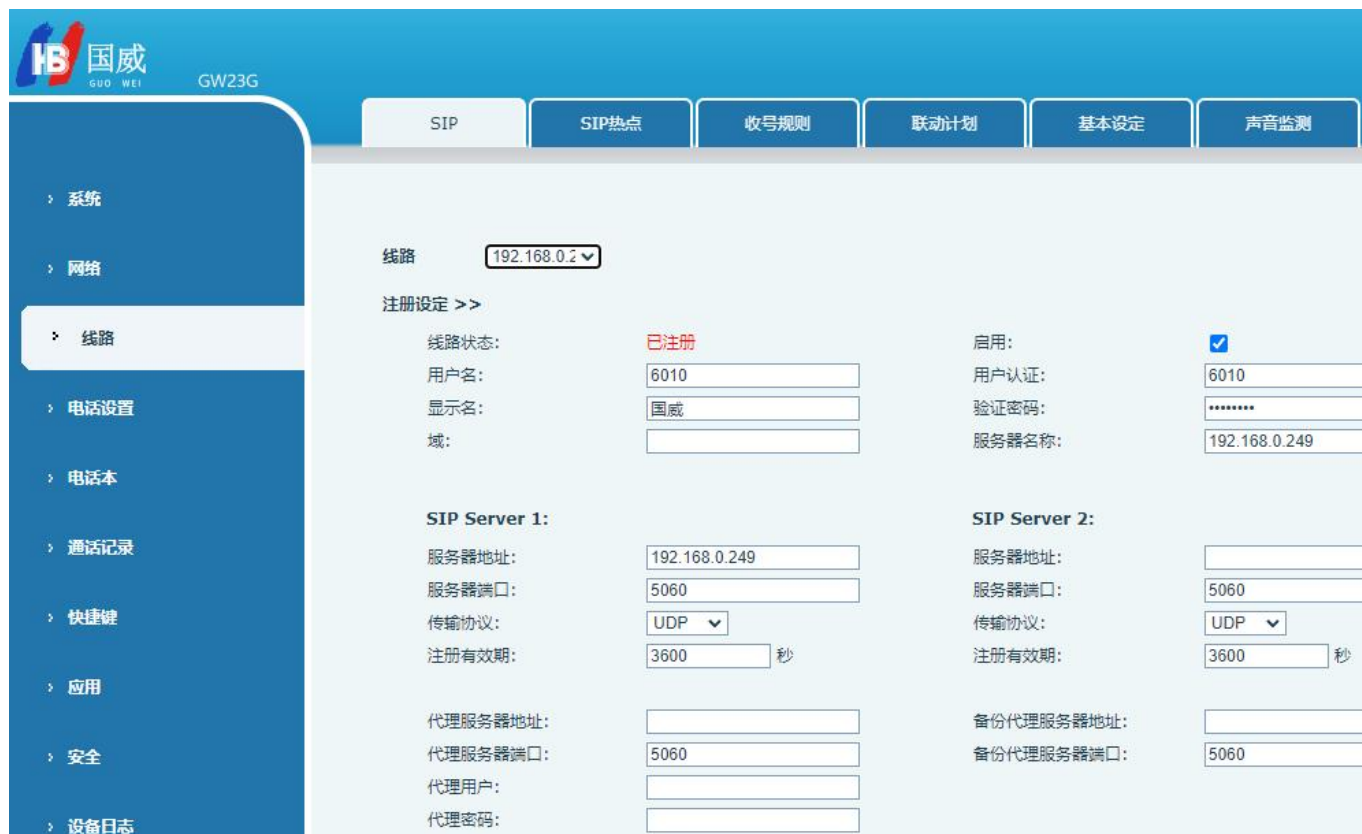 HB 国威
GUO WEI
GW23G
SIP SIP热点 收号规则 联动计划 基本设定 声音监测
系统
网络
线路
电话设置
电话本
通话记录
快捷键
应用
安全
设备日志
线路 192.168.0.2
注册设定 >>
线路状态: 已注册 启用:
用户名: 6010 用户认证: 6010
显示名: 国威 验证密码: ••••••••
域: 服务器名称: 192.168.0.249
SIP Server 1: SIP Server 2:
服务器地址: 192.168.0.249 服务器地址:
服务器端口: 5060 服务器端口: 5060
传输协议: UDP 传输协议: UDP
注册有效期: 3600 秒 注册有效期: 3600 秒
代理服务器地址: 备份代理服务器地址:
代理服务器端口: 5060 备份代理服务器端口: 5060
代理用户:
代理密码: